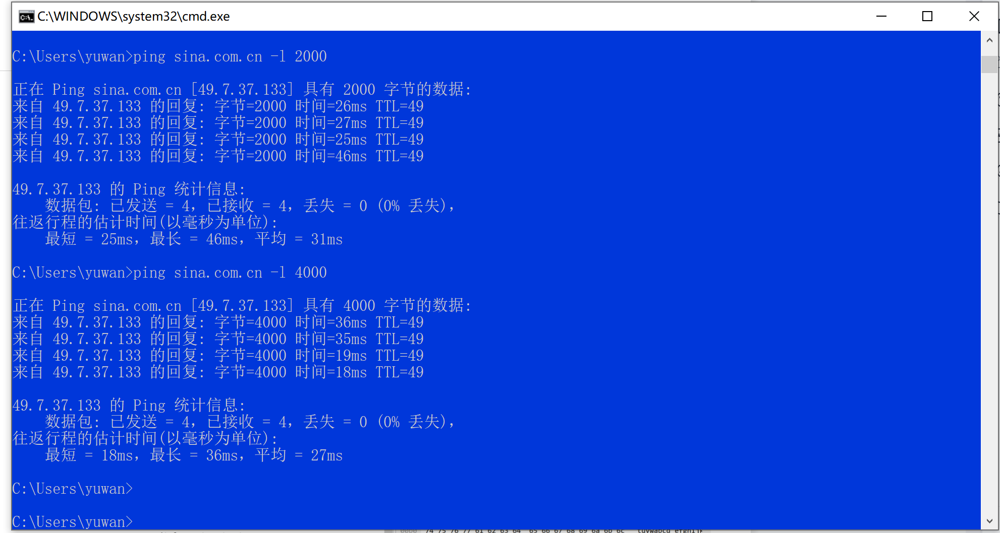 C:\WINDOWS\system32\cmd.exe
C:\Users\yuwan>ping sina.com.cn -l 2000
正在 Ping sina.com.cn [49.7.37.133] 具有 2000 字节的数据:
来自 49.7.37.133 的回复: 字节=2000 时间=26ms TTL=49
来自 49.7.37.133 的回复: 字节=2000 时间=27ms TTL=49
来自 49.7.37.133 的回复: 字节=2000 时间=25ms TTL=49
来自 49.7.37.133 的回复: 字节=2000 时间=46ms TTL=49
49.7.37.133 的 Ping 统计信息:
数据包: 已发送 = 4，已接收 = 4，丢失 = 0 (0% 丢失)，
往返行程的估计时间(以毫秒为单位):
最短 = 25ms，最长 = 46ms，平均 = 31ms
C:\Users\yuwan>ping sina.com.cn -l 4000
正在 Ping sina.com.cn [49.7.37.133] 具有 4000 字节的数据:
来自 49.7.37.133 的回复: 字节=4000 时间=36ms TTL=49
来自 49.7.37.133 的回复: 字节=4000 时间=35ms TTL=49
来自 49.7.37.133 的回复: 字节=4000 时间=19ms TTL=49
来自 49.7.37.133 的回复: 字节=4000 时间=18ms TTL=49
49.7.37.133 的 Ping 统计信息:
数据包: 已发送 = 4，已接收 = 4，丢失 = 0 (0% 丢失)，
往返行程的估计时间(以毫秒为单位):
最短 = 18ms，最长 = 36ms，平均 = 27ms
C:\Users\yuwan>
C:\Users\yuwan>